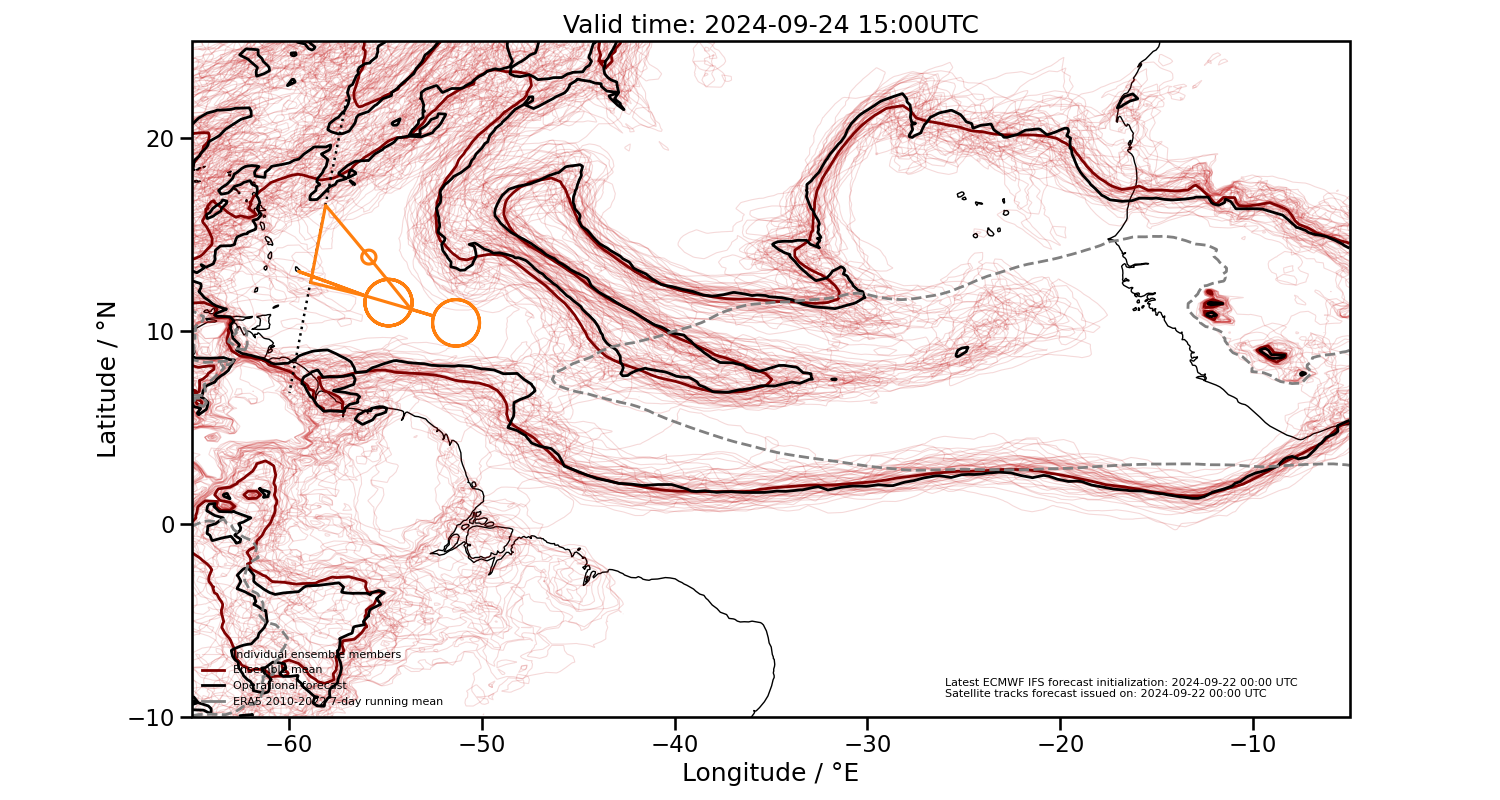 Valid time: 2024-09-24 15:00UTC
20
10
0
−10
Latitude / °N
−60
−50
−40
−30
−20
−10
Longitude / °E
Individual ensemble members
Ensemble mean
Operational forecast
ERA5 2010-2022 7-day running mean
Latest ECMWF IFS forecast initialization: 2024-09-22 00:00 UTC
Satellite tracks forecast issued on: 2024-09-22 00:00 UTC